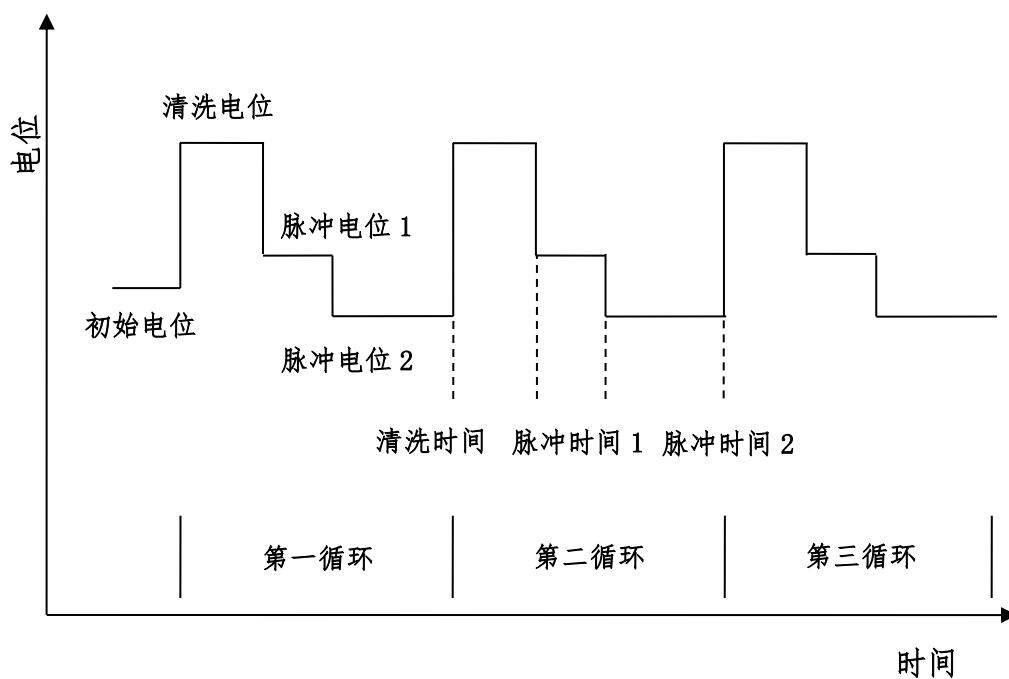 电位
清洗电位
脉冲电位1
初始电位
脉冲电位2
清洗时间 脉冲时间1 脉冲时间2
第一循环 第二循环 第三循环
时间